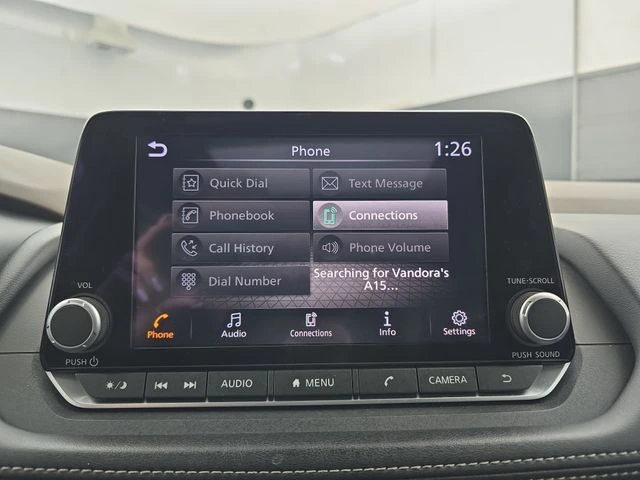 Phone
1:26
Quick Dial
Text Message
Phonebook
Connections
Call History
Phone Volume
Dial Number
Searching for Vandora's
A15...
Phone
Audio
Connections
Info
Settings
VOL
PUSH
TUNE·SCROLL
PUSH SOUND
AUDIO
MENU
CAMERA